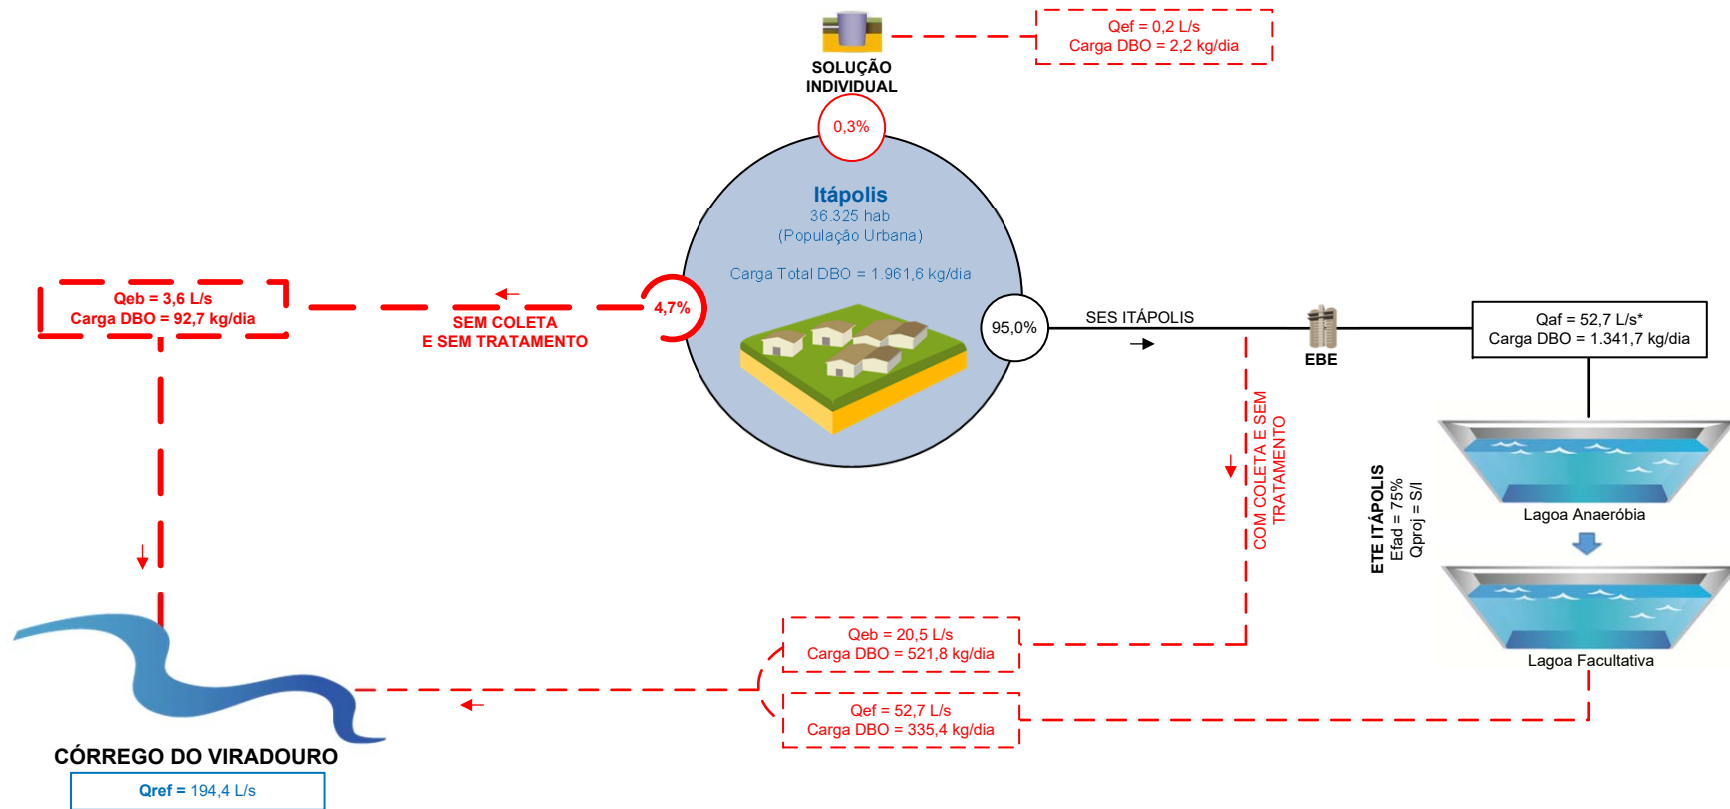 Qef = 0,2 L/s
Carga DBO = 2,2 kg/dia
SOLUÇÃO
INDIVIDUAL
0,3%
Itápolis
36.325 hab
(População Urbana)
Carga Total DBO = 1.961,6 kg/dia
Qeb = 3,6 L/s
Carga DBO = 92,7 kg/dia
4,7%
SEM COLETA
E SEM TRATAMENTO
95,0%
SES ITÁPOLIS
EBE
Qaf = 52,7 L/s*
Carga DBO = 1.341,7 kg/dia
COM COLETA E SEM
TRATAMENTO
ETE ITÁPOLIS
Efad = 75%
Qproj = S/I
Lagoa Anaeróbia
Lagoa Facultativa
Qeb = 20,5 L/s
Carga DBO = 521,8 kg/dia
Qef = 52,7 L/s
Carga DBO = 335,4 kg/dia
CÓRREGO DO VIRADOURO
Qref = 194,4 L/s